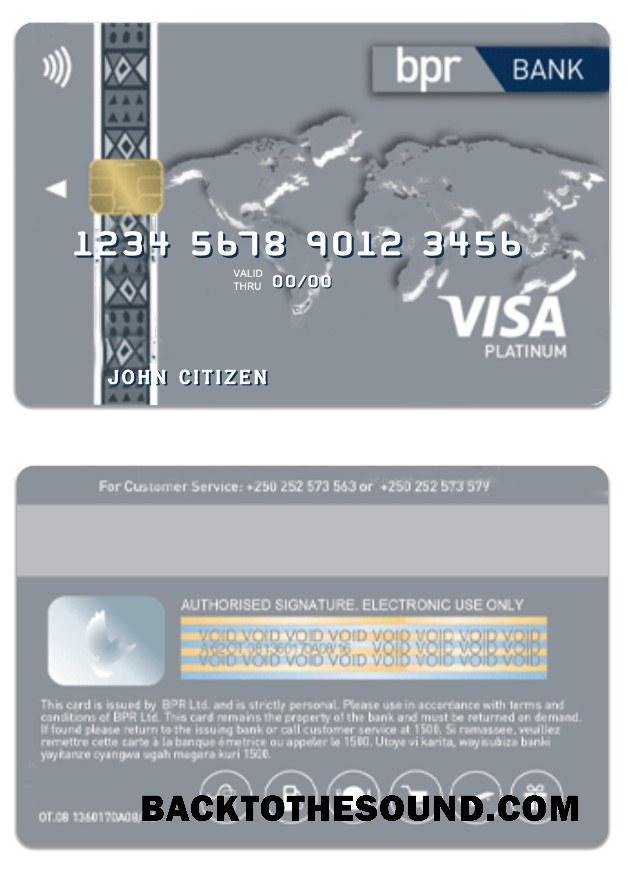 bpr BANK
1234 5678 9012 3456
VALID
THRU 00/00
VISA
PLATINUM
JOHN CITIZEN
For Customer Service: +250 252 573 563 or +250 252 573 579
AUTHORISED SIGNATURE. ELECTRONIC USE ONLY
VOID VOID VOID VOID VOID VOID VOID VOID
VOID VOID VOID VOID VOID VOID VOID VOID
This card is issued by BPR Ltd. and is strictly personal. Please use in accordance with terms and
conditions of BPR Ltd. This card remains the property of the bank and must be returned on demand.
If found please return to the issuing bank or call customer service at 1500. Si ramassee, veuillez
remettre cette carte à la banque émetrice ou appeler le 1500. Utoye vi karita, wayisubiza banki
yayitanze cyangwa ugah magara kuri 1500.
OT.08 1360170A08/
BACKTOTHESOUND.COM